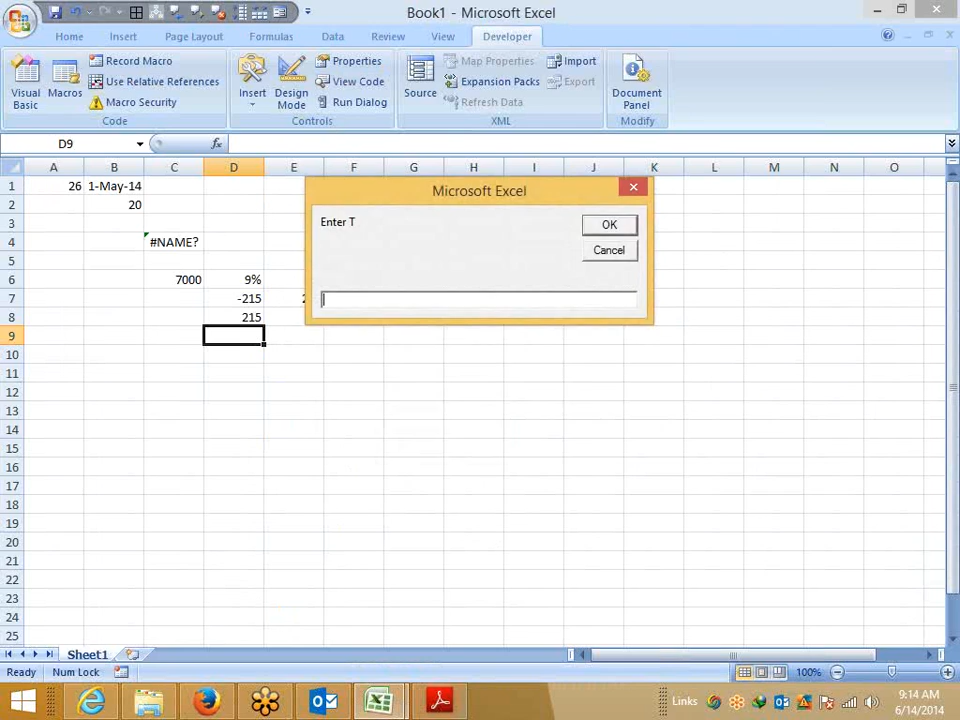 Book1 - Microsoft Excel
Home Insert Page Layout Formulas Data Review View Developer
Visual Basic
Macros
Record Macro
Use Relative References
Macro Security
Code
Insert
Design Mode
Properties
View Code
Run Dialog
Controls
Source
Map Properties
Expansion Packs
Refresh Data
Import
Export
XML
Document Panel
Modify
D9
fx
A B C D E F G H I J K L M N O
1 26 1-May-14
2 20
3
4 #NAME?
5
6 7000 9%
7 -215
8 215
9
10
11
12
13
14
15
16
17
18
19
20
21
22
23
24
25
Microsoft Excel
Enter T
OK
Cancel
Sheet1
Ready Num Lock 100%
Links 9:14 AM
6/14/2014